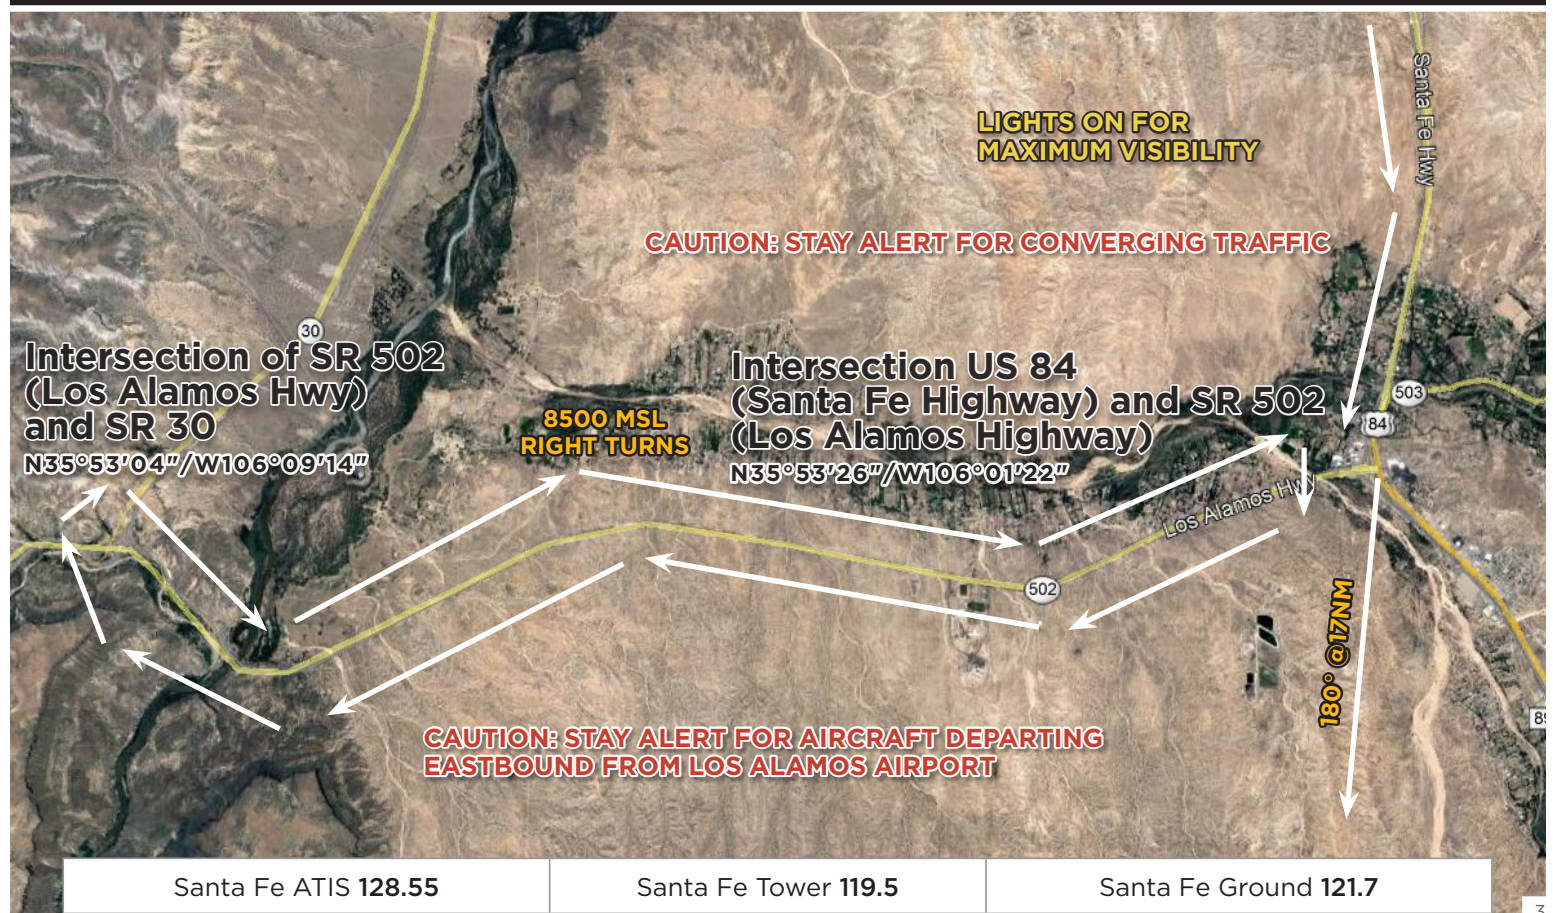 Santa Fe Hwy
LIGHTS ON FOR
MAXIMUM VISIBILITY
CAUTION: STAY ALERT FOR CONVERGING TRAFFIC
30
Intersection of SR 502
(Los Alamos Hwy)
and SR 30
N35°53'04"/W106°09'14"
8500 MSL
RIGHT TURNS
Intersection US 84
(Santa Fe Highway) and SR 502
(Los Alamos Highway)
N35°53'26"/W106°01'22"
503
84
Los Alamos Hwy
502
180° @17NM
CAUTION: STAY ALERT FOR AIRCRAFT DEPARTING
EASTBOUND FROM LOS ALAMOS AIRPORT
Santa Fe ATIS 128.55
Santa Fe Tower 119.5
Santa Fe Ground 121.7